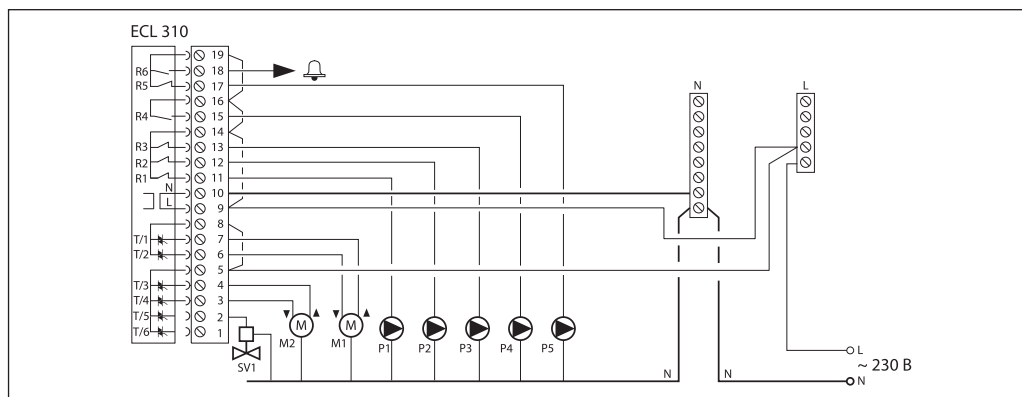 ECL 310
19
R6 18
R5 17
16
R4 15
14
R3 13
R2 12
R1 11
N 10
L 9
8
T/1 7
T/2 6
5
T/3 4
T/4 3
T/5 2
T/6 1
N L
M M
M2 M1 P1 P2 P3 P4 P5
SV1
N N
L
~ 230 В
N